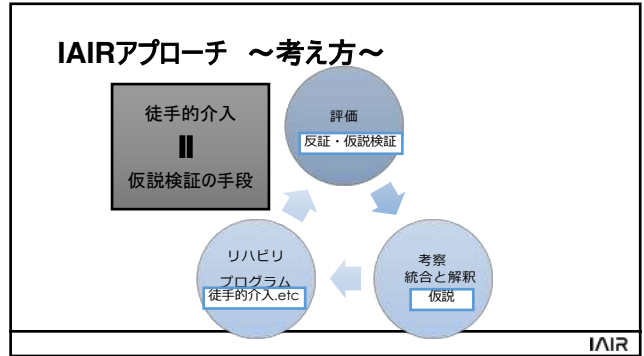 IAIRアプローチ ～考え方～
徒手的介入
＝
仮説検証の手段
評価
反証・仮説検証
リハビリ
プログラム
徒手的介入.etc
考察
統合と解釈
仮説
IAIR